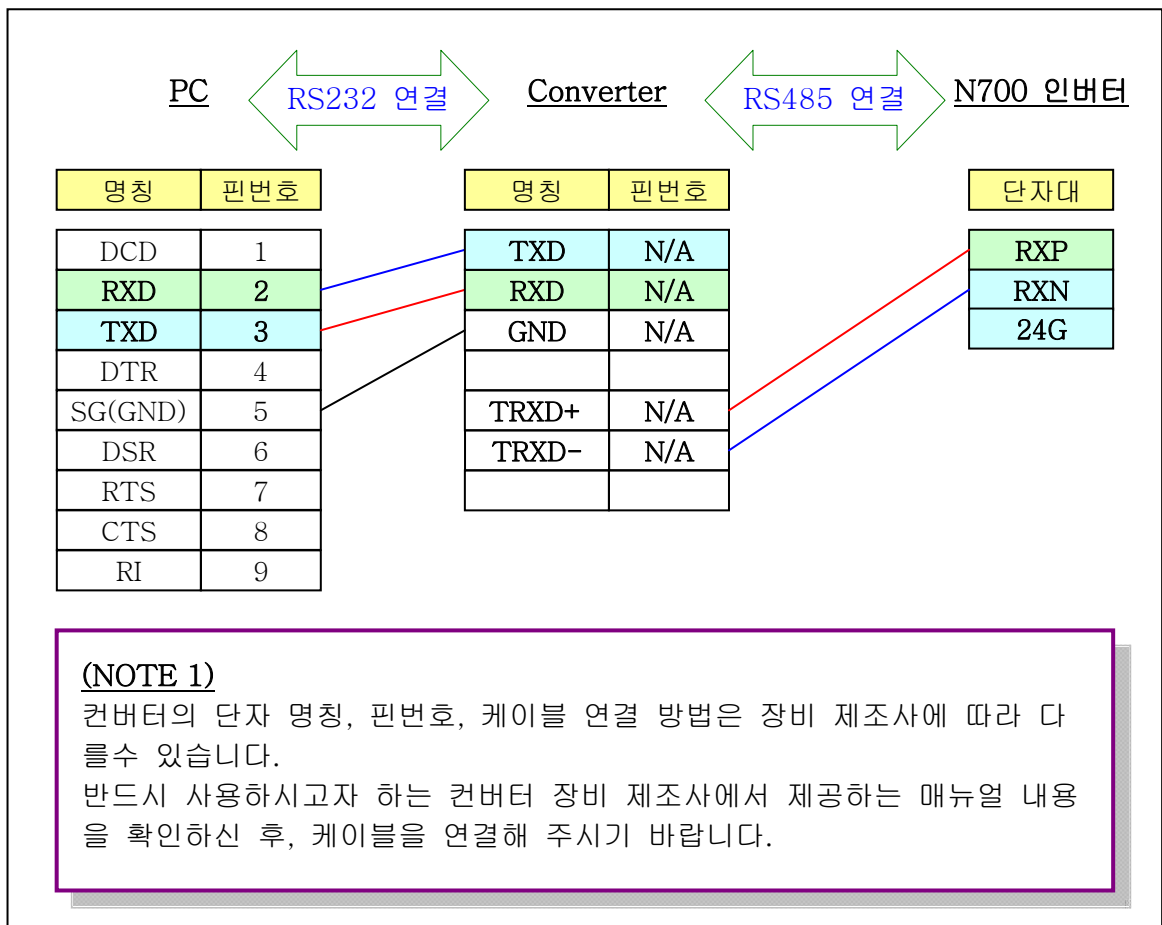 PC RS232 연결 Converter RS485 연결 N700 인버터
명칭 핀번호 명칭 핀번호 단자대
DCD 1 TXD N/A RXP
RXD 2 RXD N/A RXN
TXD 3 GND N/A 24G
DTR 4
SG(GND) 5 TRXD+ N/A
DSR 6 TRXD- N/A
RTS 7
CTS 8
RI 9
(NOTE 1)
컨버터의 단자 명칭, 핀번호, 케이블 연결 방법은 장비 제조사에 따라 다
를수 있습니다.
반드시 사용하시고자 하는 컨버터 장비 제조사에서 제공하는 매뉴얼 내용
을 확인하신 후, 케이블을 연결해 주시기 바랍니다.